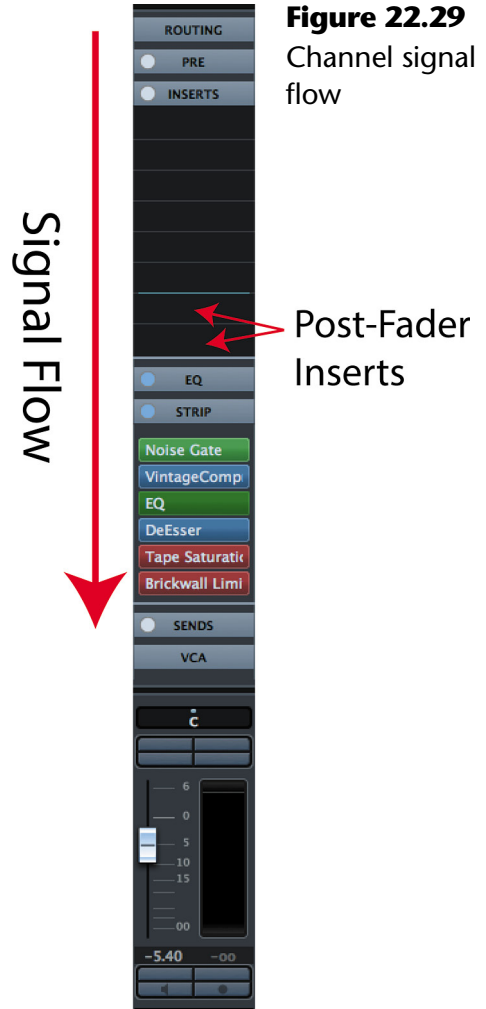 Figure 22.29
Channel signal
flow
ROUTING
PRE
INSERTS
Signal Flow
Post-Fader
Inserts
EQ
STRIP
Noise Gate
VintageComp
EQ
DeEsser
Tape Saturatio
Brickwall Limi
SENDS
VCA
C
6
0
5
10
15
00
-5.40 -oo